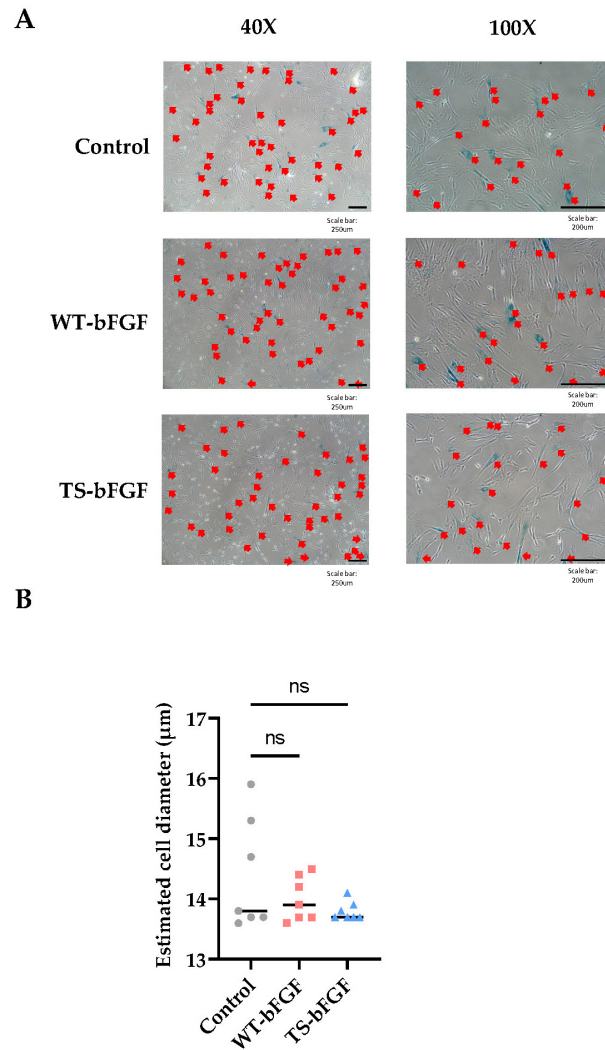 A
40X
100X
Control
Scale bar:
250um
Scale bar:
200um
WT-bFGF
Scale bar:
250um
Scale bar:
200um
TS-bFGF
Scale bar:
250um
Scale bar:
200um
B
ns
ns
Estimated cell diameter (µm)
17
16
15
14
13
Control
WT-bFGF
TS-bFGF